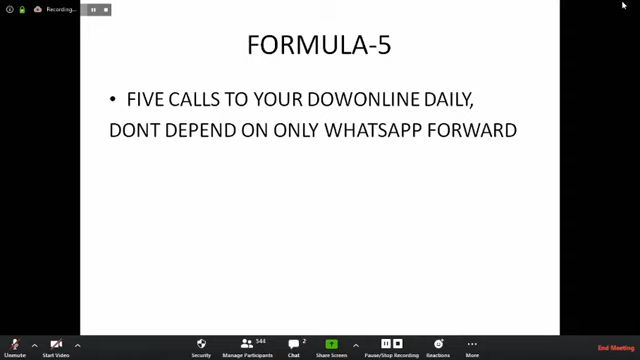 Recording...
FORMULA-5
• FIVE CALLS TO YOUR DOWONLINE DAILY,
DONT DEPEND ON ONLY WHATSAPP FORWARD
544
2
Unmute
Start Video
Security
Manage Participants
Chat
Share Screen
Pause/Stop Recording
Reactions
More
End Meeting